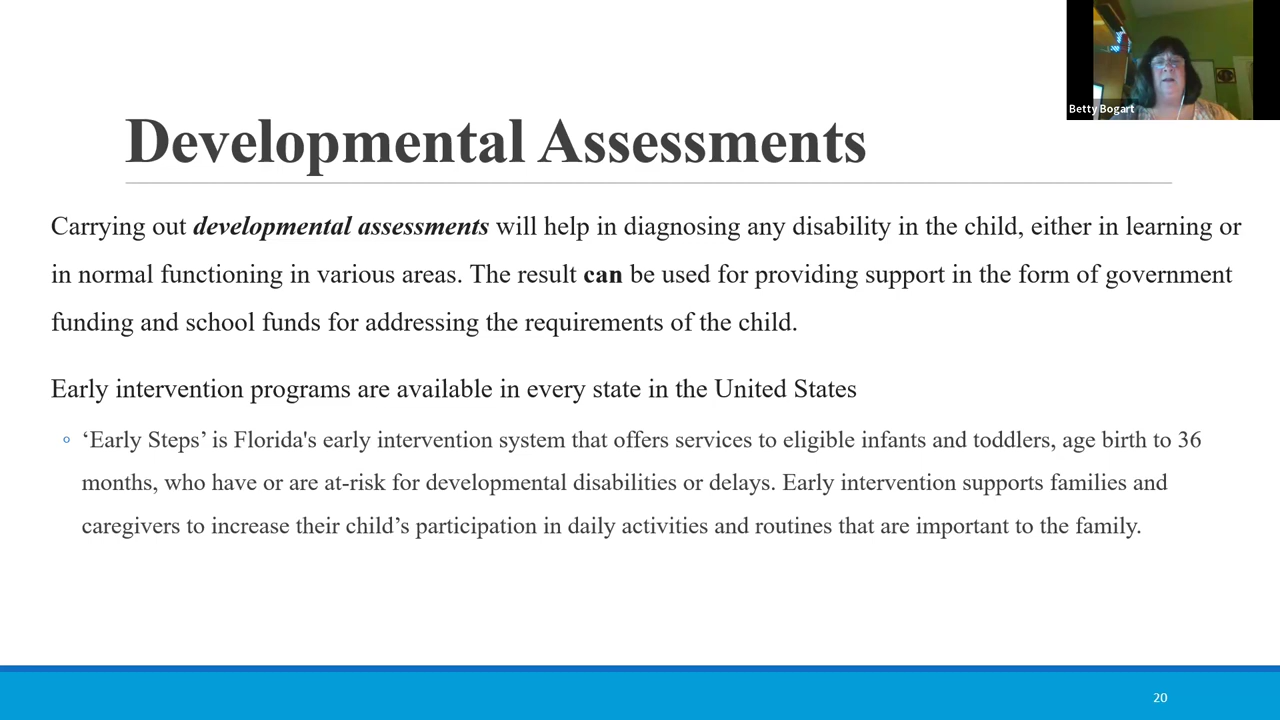 Betty Bogart
Developmental Assessments
Carrying out developmental assessments will help in diagnosing any disability in the child, either in learning or
in normal functioning in various areas. The result can be used for providing support in the form of government
funding and school funds for addressing the requirements of the child.
Early intervention programs are available in every state in the United States
‘Early Steps’ is Florida's early intervention system that offers services to eligible infants and toddlers, age birth to 36
months, who have or are at-risk for developmental disabilities or delays. Early intervention supports families and
caregivers to increase their child’s participation in daily activities and routines that are important to the family.
20